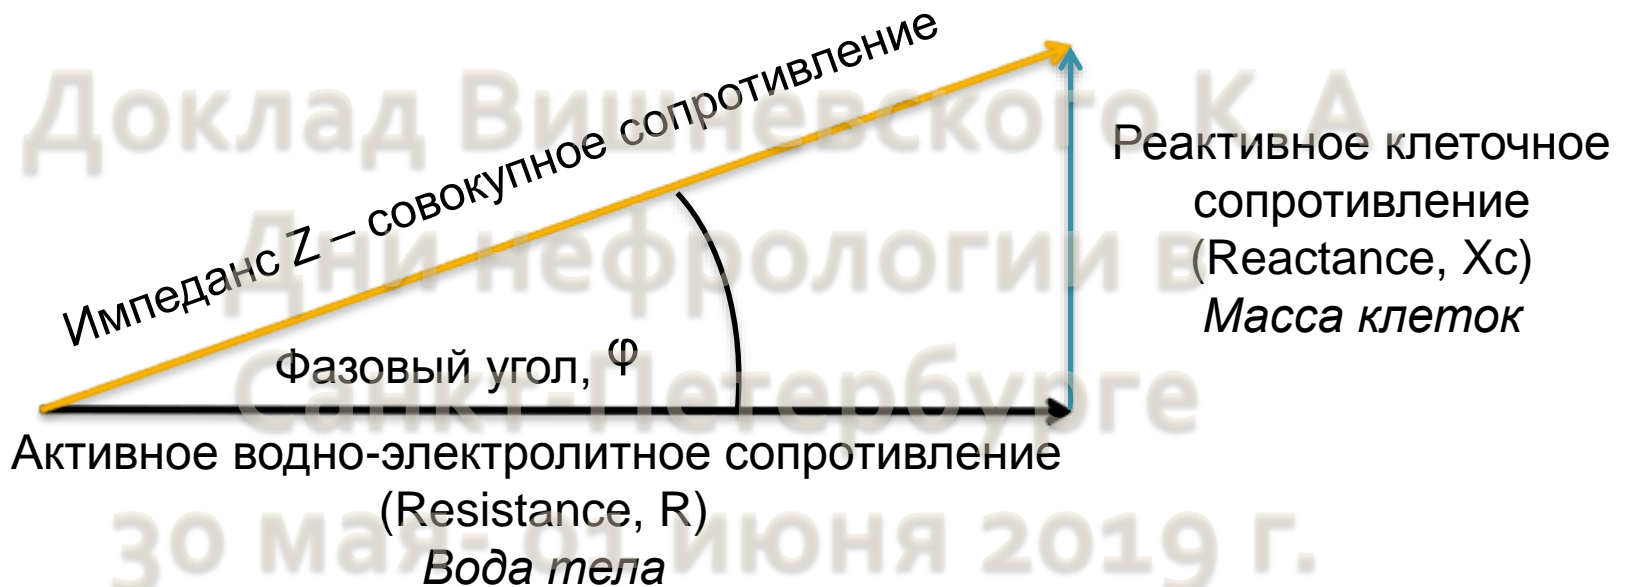 Импеданс Z – совокупное сопротивление
Реактивное клеточное
сопротивление
(Reactance, Xc)
Масса клеток
Фазовый угол, φ
Активное водно-электролитное сопротивление
(Resistance, R)
Вода тела
Доклад Вишневского К.А.
Дни нефрологии в
Санкт-Петербурге
30 мая- 01 июня 2019 г.